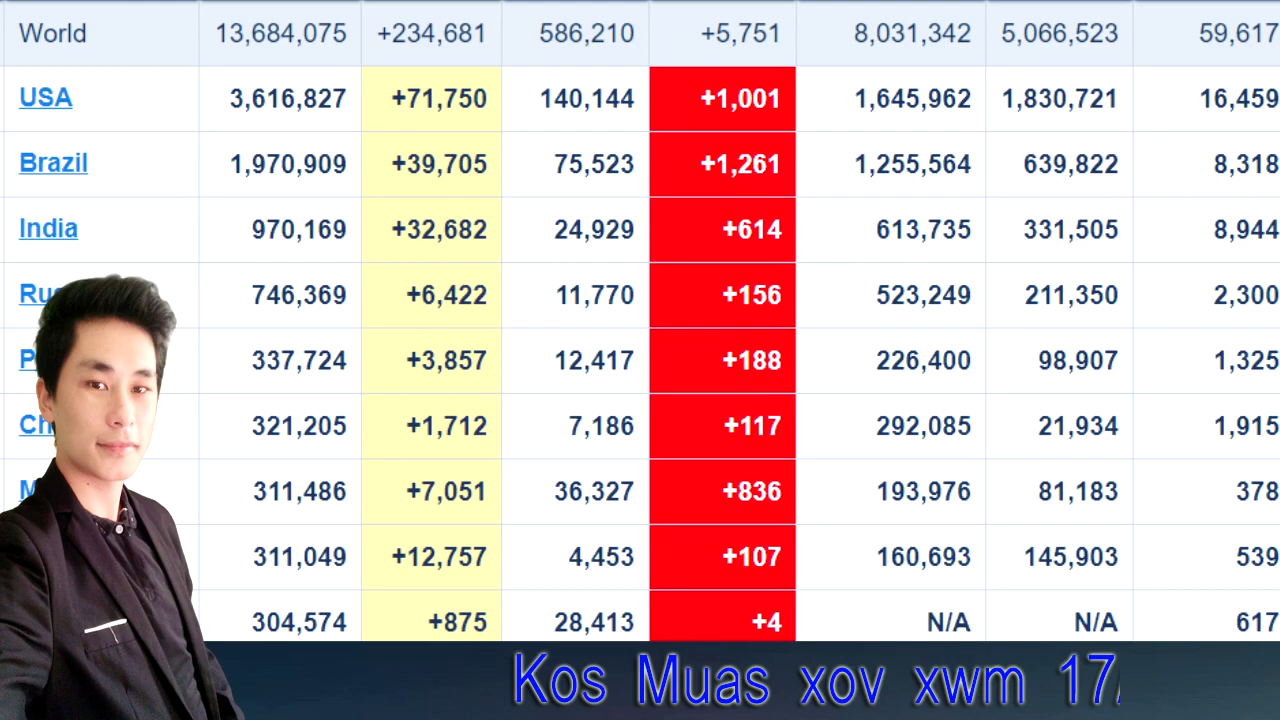 World 13,684,075 +234,681 586,210 +5,751 8,031,342 5,066,523 59,617
USA 3,616,827 +71,750 140,144 +1,001 1,645,962 1,830,721 16,459
Brazil 1,970,909 +39,705 75,523 +1,261 1,255,564 639,822 8,318
India 970,169 +32,682 24,929 +614 613,735 331,505 8,944
746,369 +6,422 11,770 +156 523,249 211,350 2,300
337,724 +3,857 12,417 +188 226,400 98,907 1,325
321,205 +1,712 7,186 +117 292,085 21,934 1,915
311,486 +7,051 36,327 +836 193,976 81,183 378
311,049 +12,757 4,453 +107 160,693 145,903 539
304,574 +875 28,413 +4 N/A N/A 617
Kos Muas xov xwm 17/